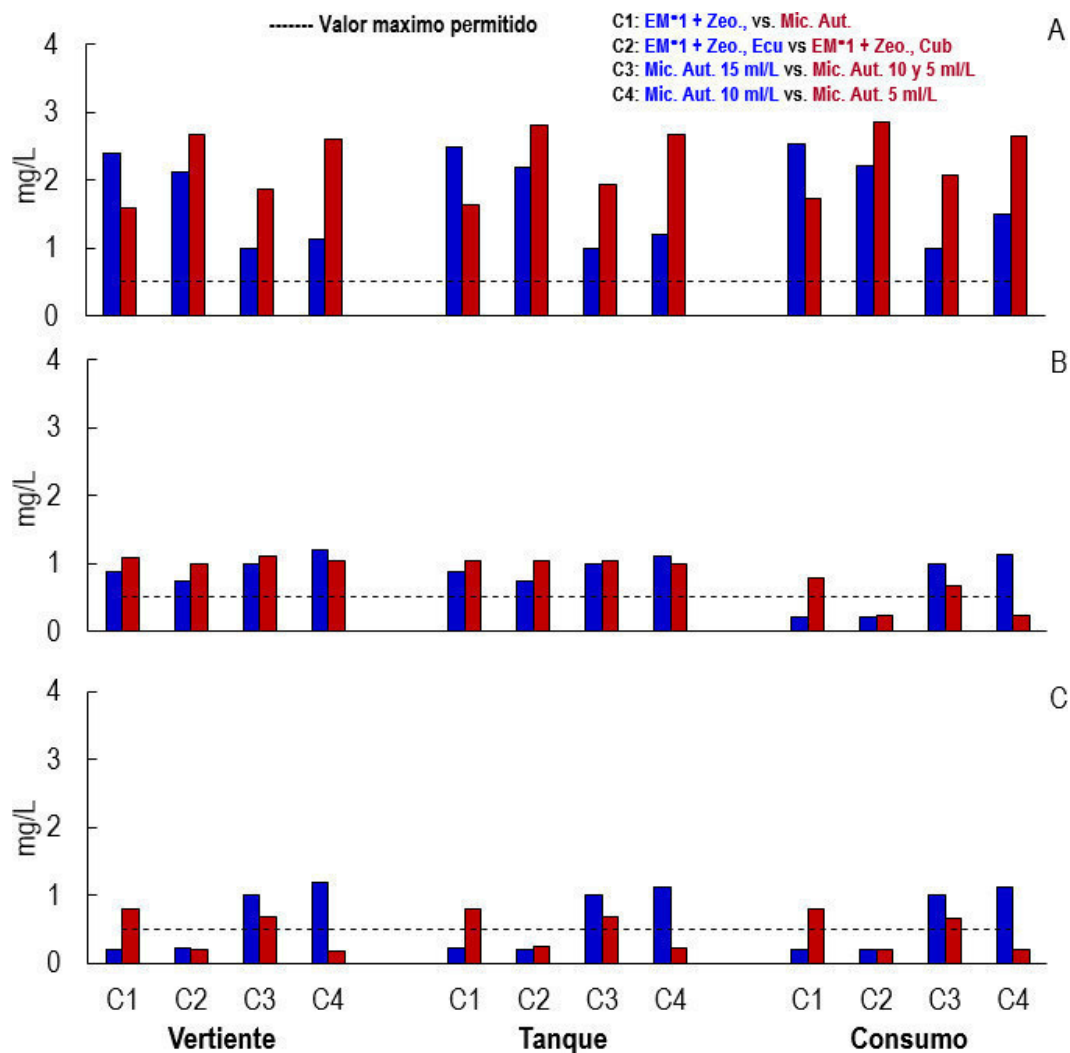 ------- Valor maximo permitido
C1: EM•1 + Zeo., vs. Mic. Aut.
A
C2: EM•1 + Zeo., Ecu vs EM•1 + Zeo., Cub
C3: Mic. Aut. 15 ml/L vs. Mic. Aut. 10 y 5 ml/L
C4: Mic. Aut. 10 ml/L vs. Mic. Aut. 5 ml/L
4
3
2
1
0
mg/L
B
4
3
2
1
0
mg/L
C
4
3
2
1
0
mg/L
C1 C2 C3 C4 C1 C2 C3 C4 C1 C2 C3 C4
Vertiente Tanque Consumo